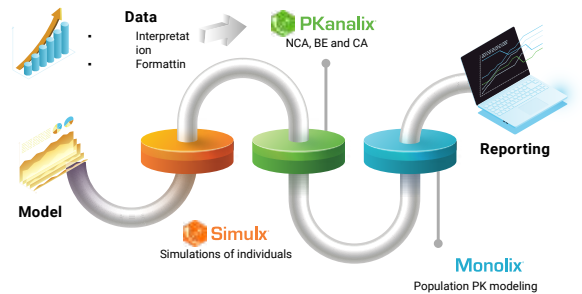 Data
• Interpretat
ion
• Formattin
PKanalix
NCA, BE and CA
Reporting
Model
Simulx
Simulations of individuals
Monolix
Population PK modeling